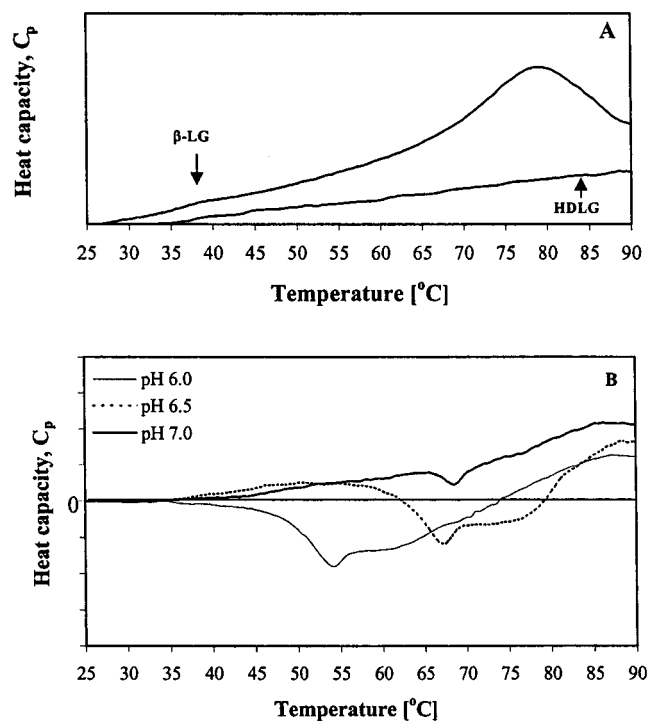 A
Heat capacity, Cp
β-LG
HDLG
25 30 35 40 45 50 55 60 65 70 75 80 85 90
Temperature [°C]
B
pH 6.0
pH 6.5
pH 7.0
Heat capacity, Cp
0
25 30 35 40 45 50 55 60 65 70 75 80 85 90
Temperature [°C]